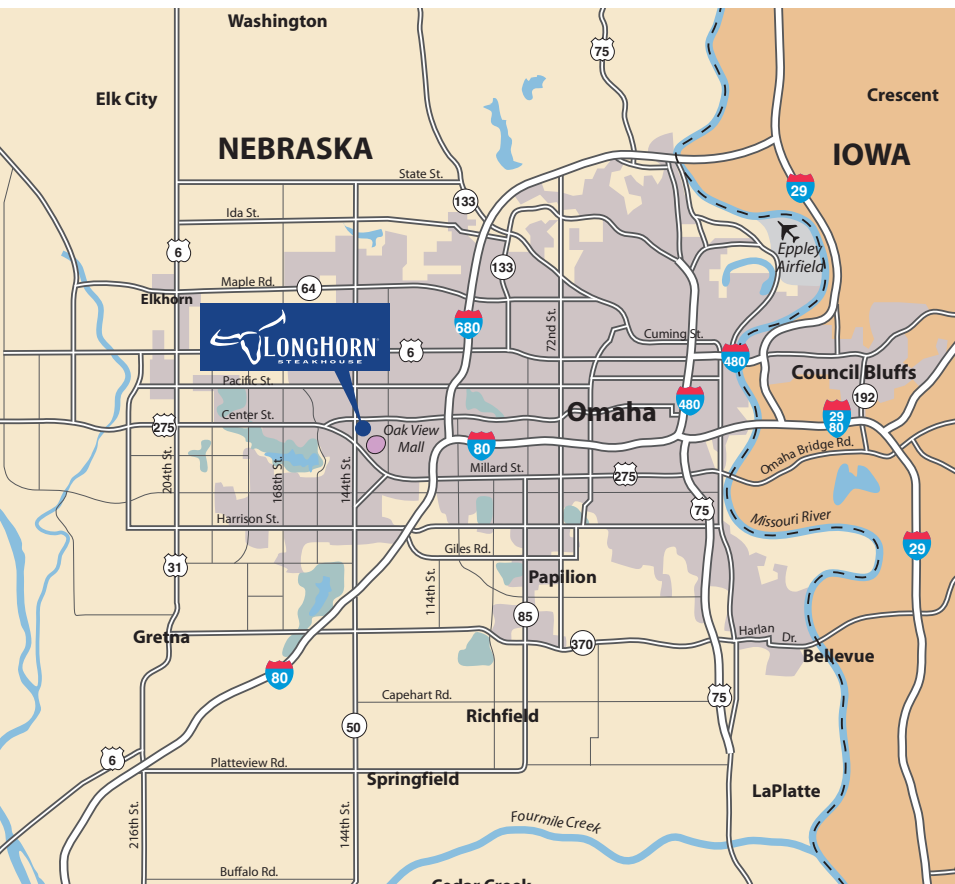 Washington
75
Elk City
Crescent
NEBRASKA
IOWA
State St.
29
133
Ida St.
6
Eppley
Airfield
133
Maple Rd.
64
Elkhorn
680
72nd St.
Cuming St.
LONGHORN
STEAKHOUSE
6
480
Pacific St.
Council Bluffs
192
480
Omaha
Center St.
275
29
80
Oak View
Mall
80
Omaha Bridge Rd.
204th St.
168th St.
144th St.
Millard St.
275
75
Missouri River
Harrison St.
29
Giles Rd.
31
Papilion
114th St.
85
Gretna
370
Harlan Dr.
Bellevue
80
Capehart Rd.
75
Richfield
50
6
Platteview Rd.
Springfield
LaPlatte
216th St.
144th St.
Fourmile Creek
Buffalo Rd.
Cedar Creek